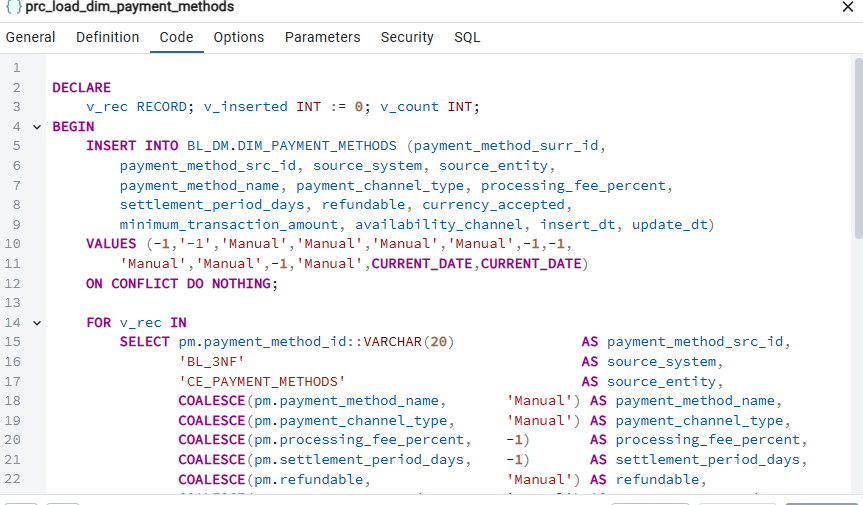 { } prc_load_dim_payment_methods
General Definition Code Options Parameters Security SQL
1
2 DECLARE
3 v_rec RECORD; v_inserted INT := 0; v_count INT;
4 BEGIN
5 INSERT INTO BL_DM.DIM_PAYMENT_METHODS (payment_method_surr_id,
6 payment_method_src_id, source_system, source_entity,
7 payment_method_name, payment_channel_type, processing_fee_percent,
8 settlement_period_days, refundable, currency_accepted,
9 minimum_transaction_amount, availability_channel, insert_dt, update_dt)
10 VALUES (-1,'-1','Manual','Manual','Manual','Manual',-1,-1,
11 'Manual','Manual',-1,'Manual',CURRENT_DATE,CURRENT_DATE)
12 ON CONFLICT DO NOTHING;
13
14 FOR v_rec IN
15 SELECT pm.payment_method_id::VARCHAR(20) AS payment_method_src_id,
16 'BL_3NF' AS source_system,
17 'CE_PAYMENT_METHODS' AS source_entity,
18 COALESCE(pm.payment_method_name, 'Manual') AS payment_method_name,
19 COALESCE(pm.payment_channel_type, 'Manual') AS payment_channel_type,
20 COALESCE(pm.processing_fee_percent, -1) AS processing_fee_percent,
21 COALESCE(pm.settlement_period_days, -1) AS settlement_period_days,
22 COALESCE(pm.refundable, 'Manual') AS refundable,